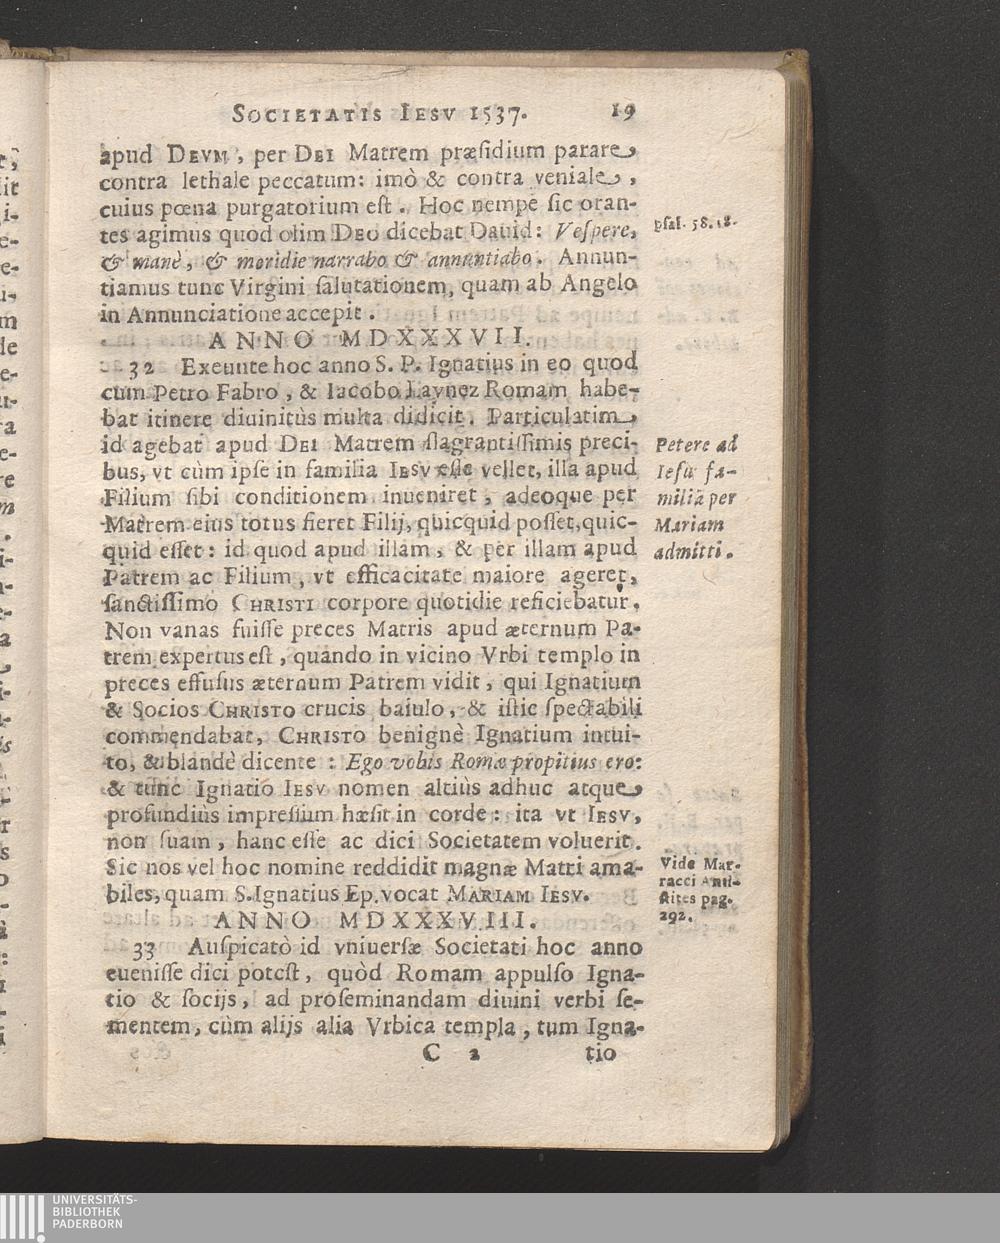 SOCIETATIS IESV 1537. 19
apud DEVM, per DEI Matrem præſidium parare
contra lethale peccatum: imò & contra veniale,
cuius pœna purgatorium eſt. Hoc nempè ſic oran-
tes agimus quod olim DEO dicebat Dauid: Veſpere,
& manè, & meridie narrabo & annuntiabo. Annun-
tiamus tunc Virgini ſalutationem, quam ab Angelo
in Annunciatione accepit.
pſal. 58.18.
ANNO MDXXXVII.
32 Exeunte hoc anno S. P. Ignatius in eo quod
cum Petro Fabro, & Iacobo Laynez Romam habe-
bat itinere diuinitùs multa didicit. Particulatim
id agebat apud DEI Matrem flagrantiſſimis preci-
bus, vt cùm ipſe in familia IESV eſſe vellet, illa apud
Filium ſibi conditionem inueniret, adeoque per
Matrem eius totus fieret Filij, quicquid poſſet, quic-
quid eſſet: id quod apud illam, & per illam apud
Patrem ac Filium, vt efficacitate maiore ageret,
ſanctiſſimo CHRISTI corpore quotidie reficiebatur.
Non vanas fuiſſe preces Matris apud æternum Pa-
trem expertus eſt, quando in vicino Vrbi templo in
preces effuſus æternum Patrem vidit, qui Ignatium
& Socios CHRISTO crucis baiulo, & iſtic ſpectabili
commendabat, CHRISTO benignè Ignatium intui-
to, & blandè dicente: Ego vobis Romæ propitius ero:
& tunc Ignatio IESV nomen altiùs adhuc atque
profundiùs impreſſum hæſit in corde: ita vt IESV,
non ſuam, hanc eſſe ac dici Societatem voluerit.
Sic nos vel hoc nomine reddidit magnæ Matri ama-
biles, quam S. Ignatius Ep. vocat MARIAM IESV.
Petere ad
Ieſu fa-
miliã per
Mariam
admitti.
Vide Mar-
racci Anti-
ſtites pag.
292.
ANNO MDXXXVIII.
33 Auſpicatò id vniuerſæ Societati hoc anno
eueniſſe dici poteſt, quòd Romam appulſo Igna-
tio & ſocijs, ad proſeminandam diuini verbi ſe-
mentem, cùm alijs alia Vrbica templa, tum Igna-
C 2 tio
UNIVERSITÄTS-
BIBLIOTHEK
PADERBORN